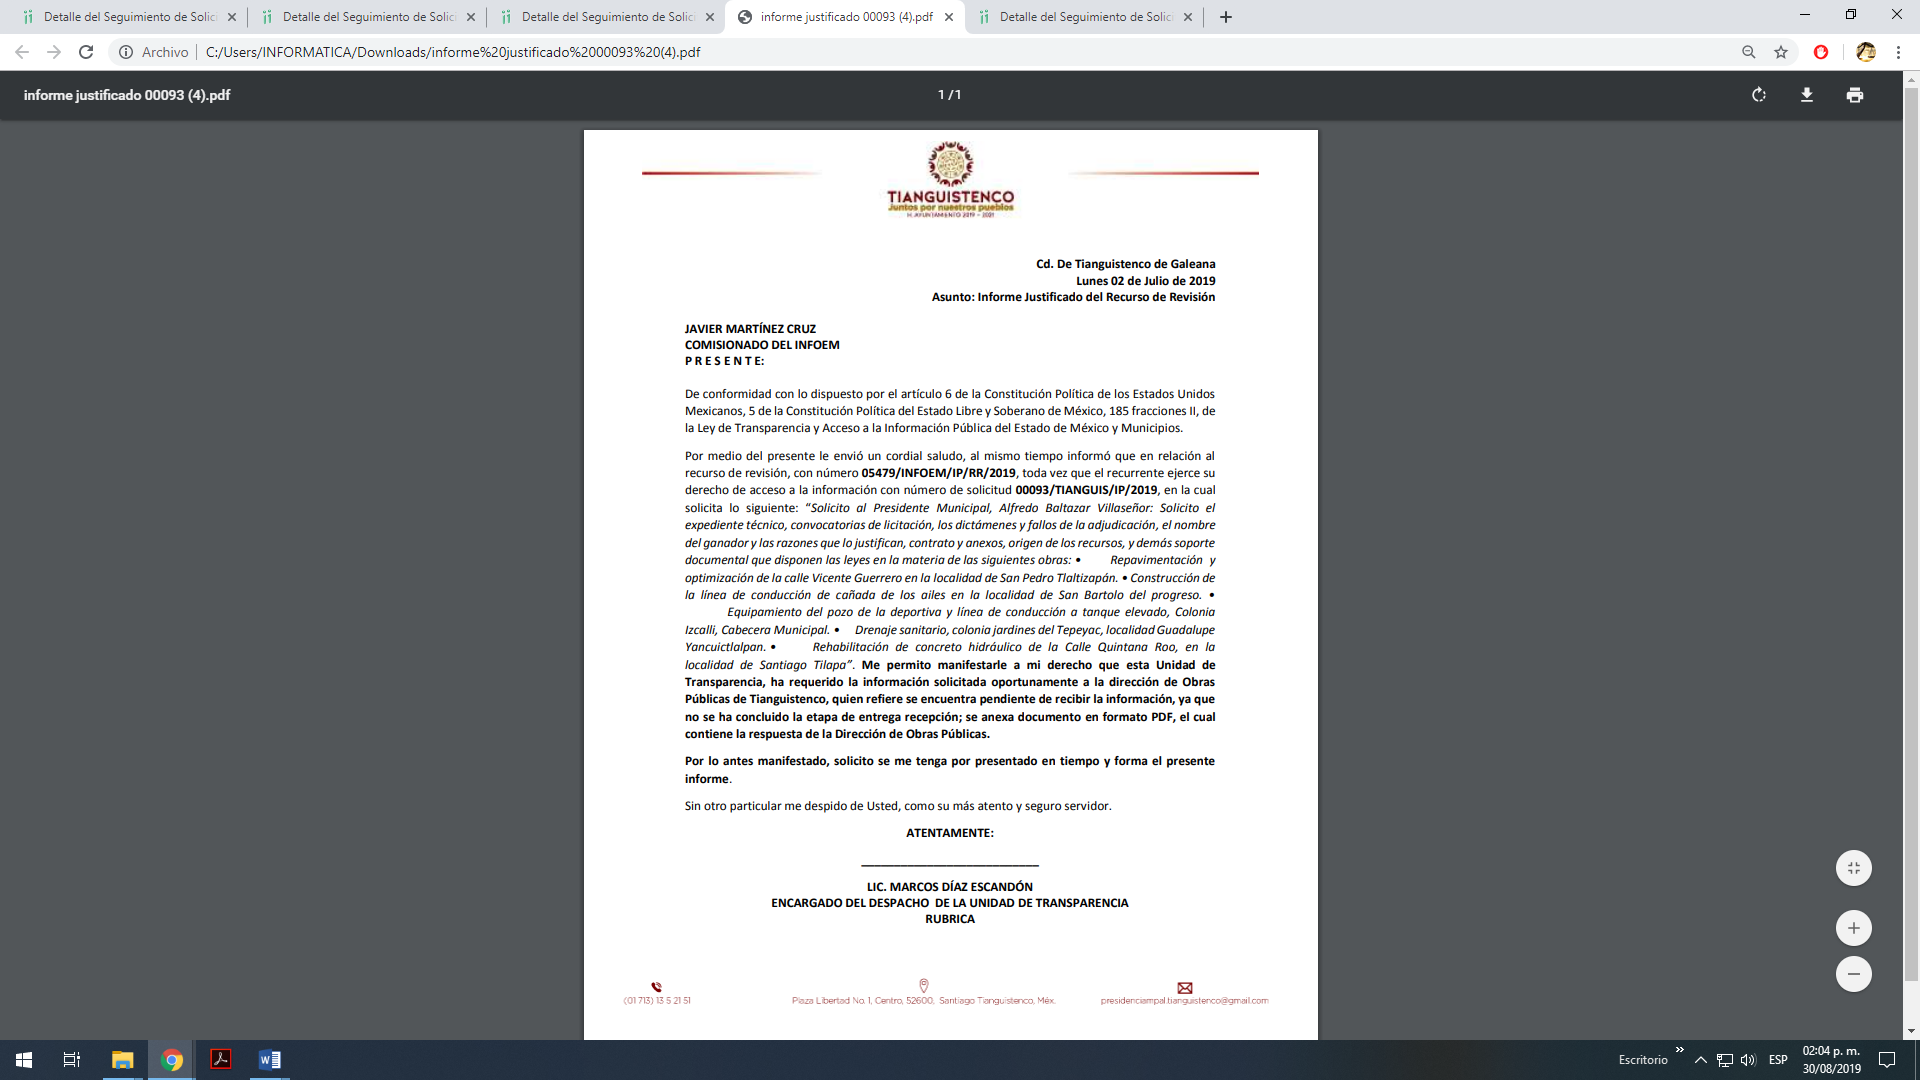 Detalle del Seguimiento de Solici
Detalle del Seguimiento de Solici
Detalle del Seguimiento de Solici
informe justificado 00093 (4).pdf
Detalle del Seguimiento de Solici
Archivo
C:/Users/INFORMATICA/Downloads/informe%20justificado%2000093%20(4).pdf
informe justificado 00093 (4).pdf
1 / 1
TIANGUISTENCO
Juntos por nuestros pueblos
H. AYUNTAMIENTO 2019 - 2021
Cd. De Tianguistenco de Galeana
Lunes 02 de Julio de 2019
Asunto: Informe Justificado del Recurso de Revisión
JAVIER MARTÍNEZ CRUZ
COMISIONADO DEL INFOEM
P R E S E N T E:
De conformidad con lo dispuesto por el artículo 6 de la Constitución Política de los Estados Unidos
Mexicanos, 5 de la Constitución Política del Estado Libre y Soberano de México, 185 fracciones II, de
la Ley de Transparencia y Acceso a la Información Pública del Estado de México y Municipios.
Por medio del presente le envió un cordial saludo, al mismo tiempo informó que en relación al
recurso de revisión, con número 05479/INFOEM/IP/RR/2019, toda vez que el recurrente ejerce su
derecho de acceso a la información con número de solicitud 00093/TIANGUIS/IP/2019, en la cual
solicita lo siguiente: “Solicito al Presidente Municipal, Alfredo Baltazar Villaseñor: Solicito el
expediente técnico, convocatorias de licitación, los dictámenes y fallos de la adjudicación, el nombre
del ganador y las razones que lo justifican, contrato y anexos, origen de los recursos, y demás soporte
documental que disponen las leyes en la materia de las siguientes obras: • Repavimentación y
optimización de la calle Vicente Guerrero en la localidad de San Pedro Tlaltizapán. • Construcción de
la línea de conducción de cañada de los ailes en la localidad de San Bartolo del progreso. •
Equipamiento del pozo de la deportiva y línea de conducción a tanque elevado, Colonia
Izcalli, Cabecera Municipal. • Drenaje sanitario, colonia jardines del Tepeyac, localidad Guadalupe
Yancuictlalpan. • Rehabilitación de concreto hidráulico de la Calle Quintana Roo, en la
localidad de Santiago Tilapa”. Me permito manifestarle a mi derecho que esta Unidad de
Transparencia, ha requerido la información solicitada oportunamente a la dirección de Obras
Públicas de Tianguistenco, quien refiere se encuentra pendiente de recibir la información, ya que
no se ha concluido la etapa de entrega recepción; se anexa documento en formato PDF, el cual
contiene la respuesta de la Dirección de Obras Públicas.
Por lo antes manifestado, solicito se me tenga por presentado en tiempo y forma el presente
informe.
Sin otro particular me despido de Usted, como su más atento y seguro servidor.
ATENTAMENTE:
LIC. MARCOS DÍAZ ESCANDÓN
ENCARGADO DEL DESPACHO DE LA UNIDAD DE TRANSPARENCIA
RUBRICA
(01 713) 13 5 21 51
Plaza Libertad No. 1, Centro, 52600, Santiago Tianguistenco, Méx.
presidenciampal.tianguistenco@gmail.com
Escritorio
ESP
02:04 p. m.
30/08/2019